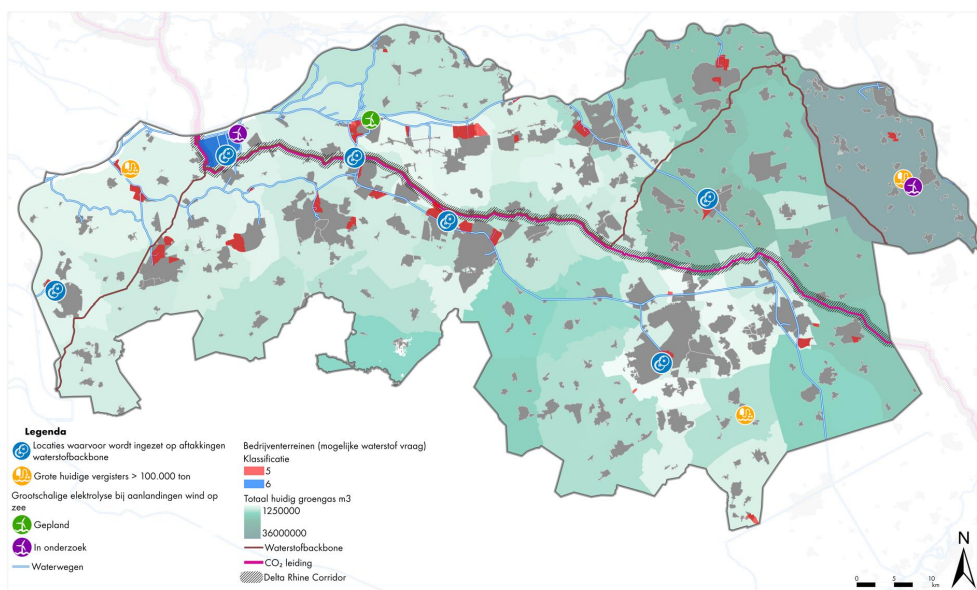 Legenda
Locaties waarvoor wordt ingezet op aftakkingen
waterstofbackbone
Grote huidige vergisters > 100.000 ton
Grootschalige elektrolyse bij aanlandingen wind op
zee
Gepland
In onderzoek
Waterwegen
Bedrijventerreinen (mogelijke waterstof vraag)
Klassificatie
5
6
Totaal huidig groengas m3
1250000
36000000
Waterstofbackbone
CO₂ leiding
Delta Rhine Corridor
N
0 5 10
km